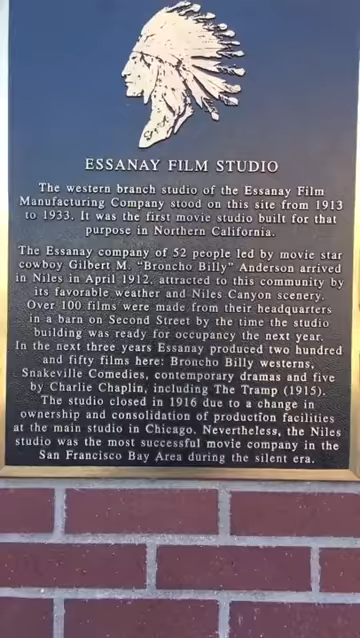 ESSANAY FILM STUDIO
The western branch studio of the Essanay Film
Manufacturing Company stood on this site from 1913
to 1933. It was the first movie studio built for that
purpose in Northern California.
The Essanay company of 52 people led by movie star
cowboy Gilbert M. "Broncho Billy" Anderson arrived
in Niles in April 1912, attracted to this community by
its favorable weather and Niles Canyon scenery.
Over 100 films were made from their headquarters
in a barn on Second Street by the time the studio
building was ready for occupancy the next year.
In the next three years Essanay produced two hundred
and fifty films here: Broncho Billy westerns,
Snakeville Comedies, contemporary dramas and five
by Charlie Chaplin, including The Tramp (1915).
The studio closed in 1916 due to a change in
ownership and consolidation of production facilities
at the main studio in Chicago. Nevertheless, the Niles
studio was the most successful movie company in the
San Francisco Bay Area during the silent era.